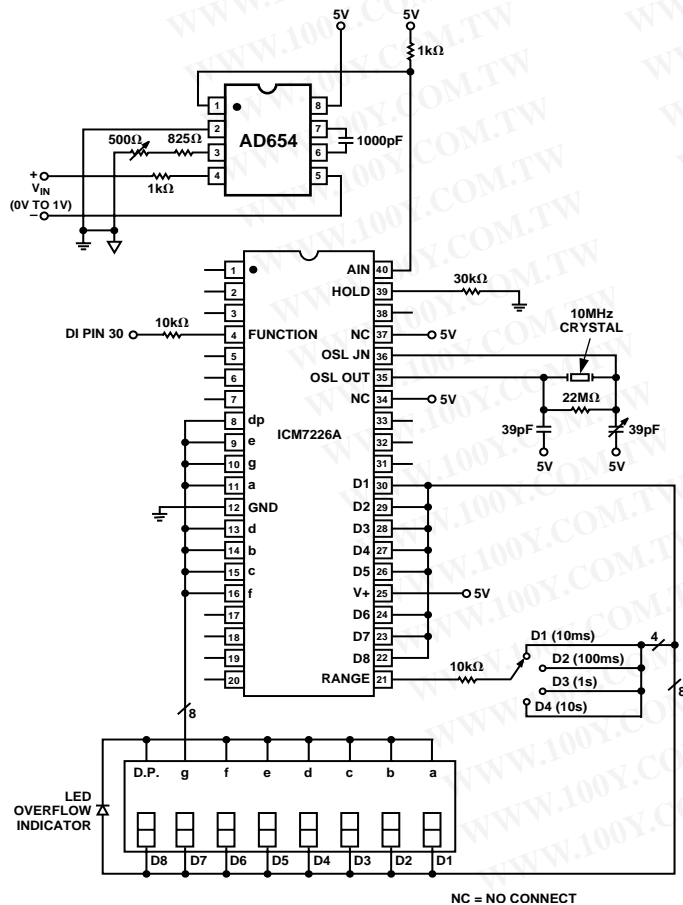 5V
5V
1kΩ
1
8
2
7
AD654
1000pF
500Ω
825Ω
3
6
+
VIN
(0V TO 1V)
–
1kΩ
4
5
1
AIN
40
2
HOLD
39
30kΩ
3
38
DI PIN 30
10kΩ
4
FUNCTION
NC
37
5V
10MHz
CRYSTAL
5
OSL JN
36
6
OSL OUT
35
22MΩ
7
NC
34
5V
8
dp
ICM7226A
33
39pF
39pF
9
e
32
5V
5V
10
g
31
11
a
D1
30
12
GND
D2
29
13
d
D3
28
14
b
D4
27
15
c
D5
26
16
f
V+
25
5V
17
D6
24
18
D7
23
19
D8
22
20
RANGE
21
10kΩ
D1 (10ms)
D2 (100ms)
D3 (1s)
D4 (10s)
4
8
8
D.P.
g
f
e
d
c
b
a
LED
OVERFLOW
INDICATOR
D8
D7
D6
D5
D4
D3
D2
D1
NC = NO CONNECT
WWW.100Y.COM.TW